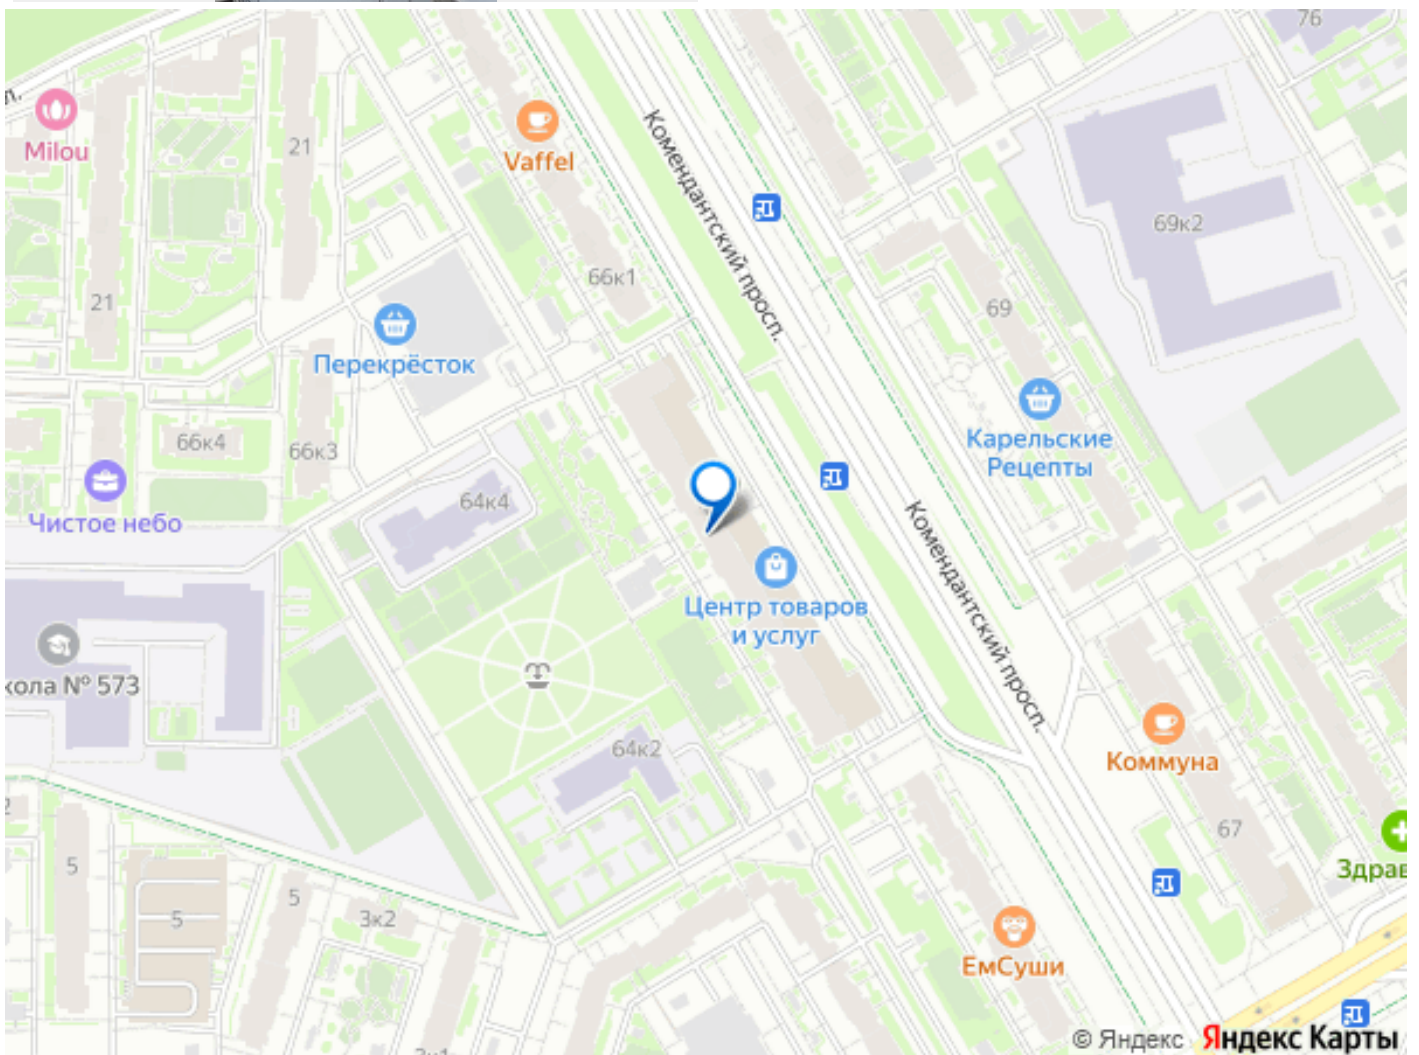 76
Milou
21
Vaffel
Комендантский просп.
69к2
66к1
21
69
Перекрёсток
Карельские
Рецепты
66к4
66к3
64к4
Чистое небо
Комендантский просп.
Центр товаров
и услуг
кола № 573
64к2
Коммуна
67
5
Здрав
5
3к2
5
ЕмСуши
© Яндекс Яндекс Карты